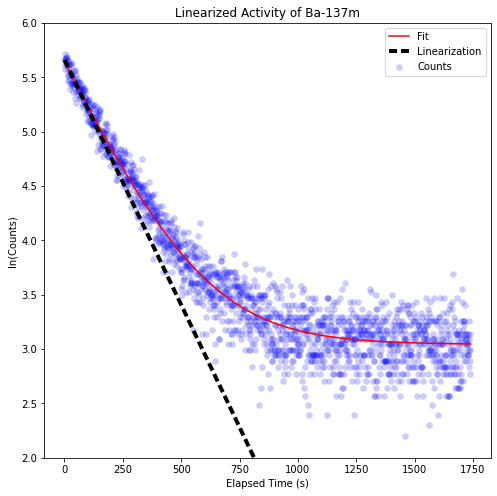 Linearized Activity of Ba-137m
Fit
Linearization
Counts
6.0
5.5
5.0
4.5
4.0
3.5
3.0
2.5
2.0
ln(Counts)
0
250
500
750
1000
1250
1500
1750
Elapsed Time (s)